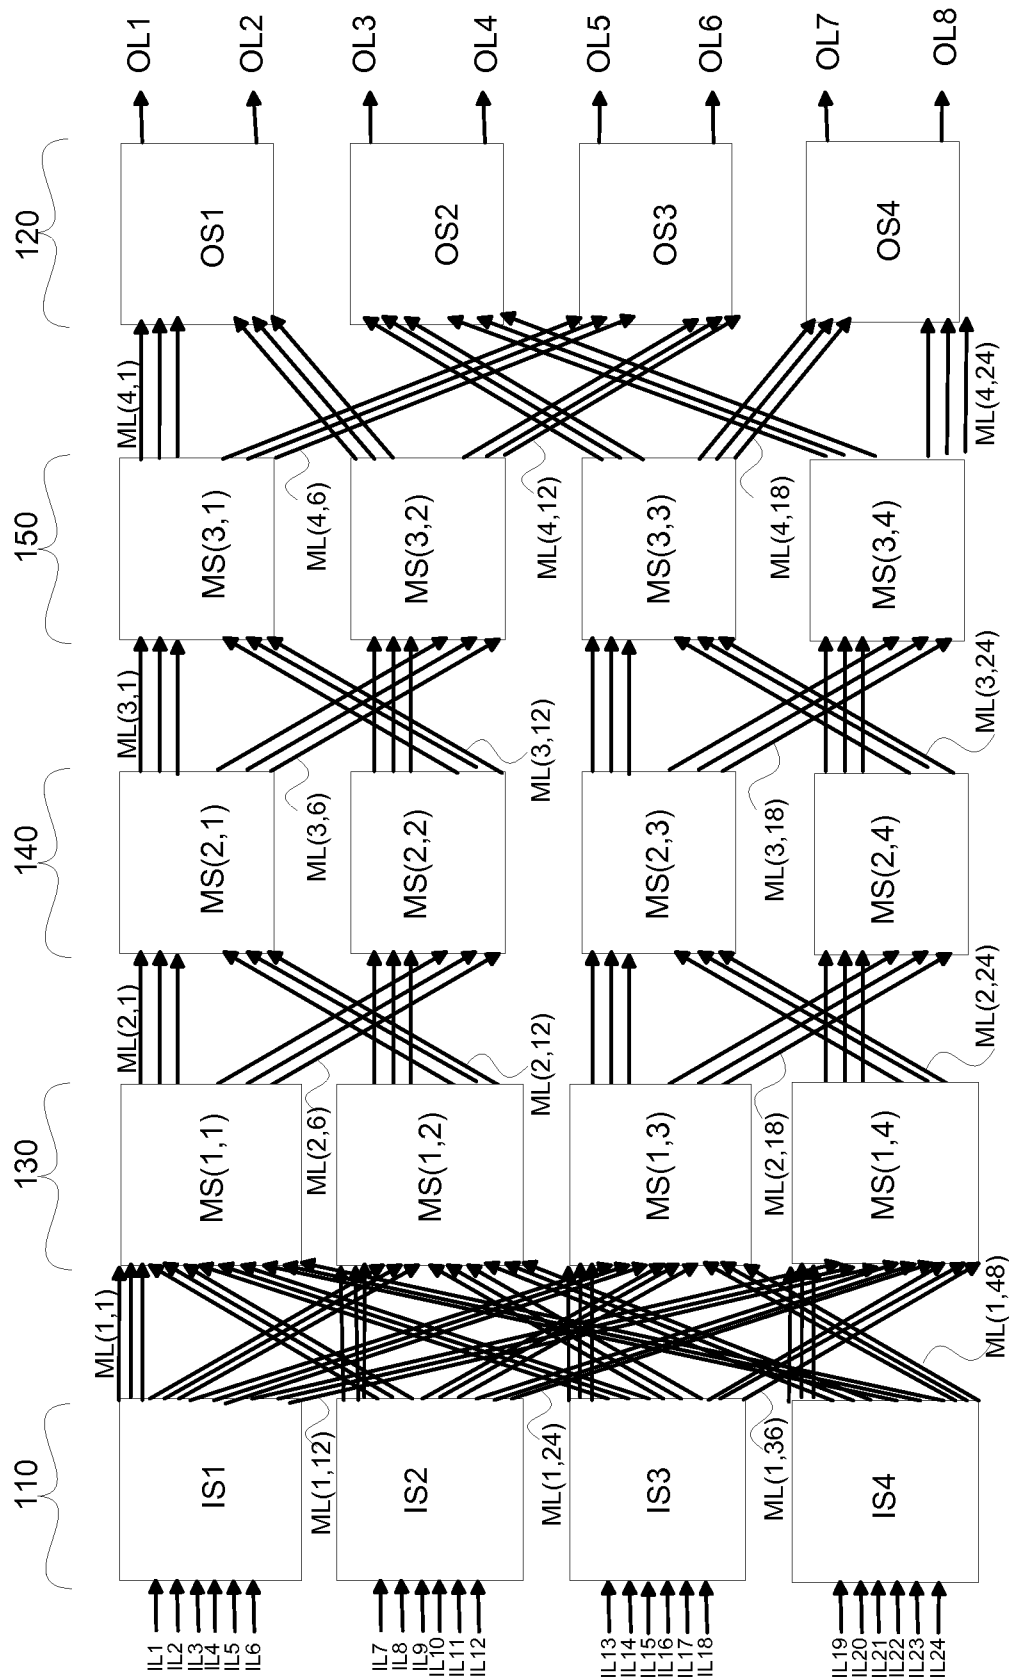 110
130
140
150
120
IL1
IL2
IL3
IL4
IL5
IL6
IS1
ML(1,1)
MS(1,1)
ML(2,1)
MS(2,1)
ML(3,1)
MS(3,1)
ML(4,1)
OS1
OL1
OL2
ML(1,12)
ML(2,6)
ML(3,6)
ML(4,6)
IL7
IL8
IL9
IL10
IL11
IL12
IS2
MS(1,2)
MS(2,2)
MS(3,2)
OS2
OL3
OL4
ML(1,24)
ML(2,12)
ML(3,12)
ML(4,12)
IL13
IL14
IL15
IL16
IL17
IL18
IS3
MS(1,3)
MS(2,3)
MS(3,3)
OS3
OL5
OL6
ML(1,36)
ML(2,18)
ML(3,18)
ML(4,18)
IL19
IL20
IL21
IL22
IL23
IL24
IS4
MS(1,4)
MS(2,4)
MS(3,4)
OS4
OL7
OL8
ML(1,48)
ML(2,24)
ML(3,24)
ML(4,24)